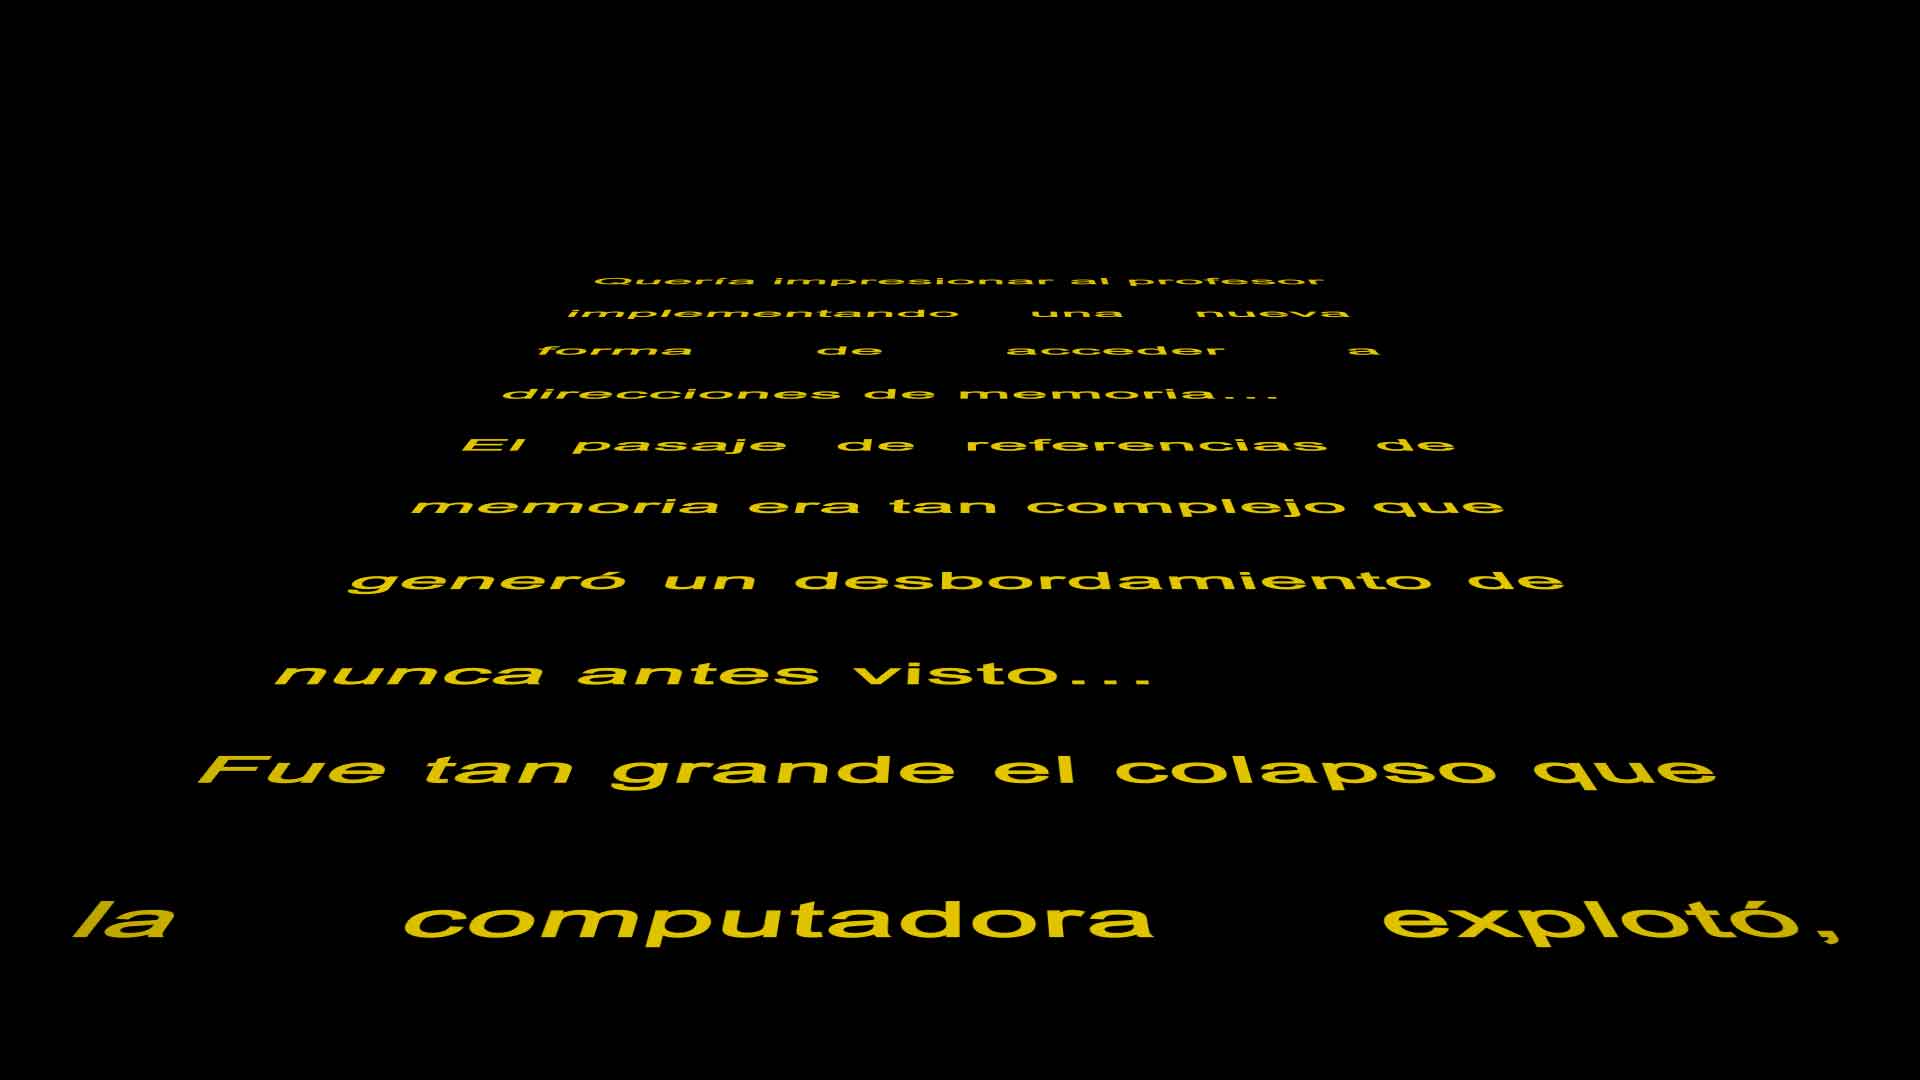 Quería impresionar al profesor
implementando una nueva
forma de acceder a
direcciones de memoria...
El pasaje de referencias de
memoria era tan complejo que
generó un desbordamiento de
nunca antes visto...
Fue tan grande el colapso que
la computadora explotó,